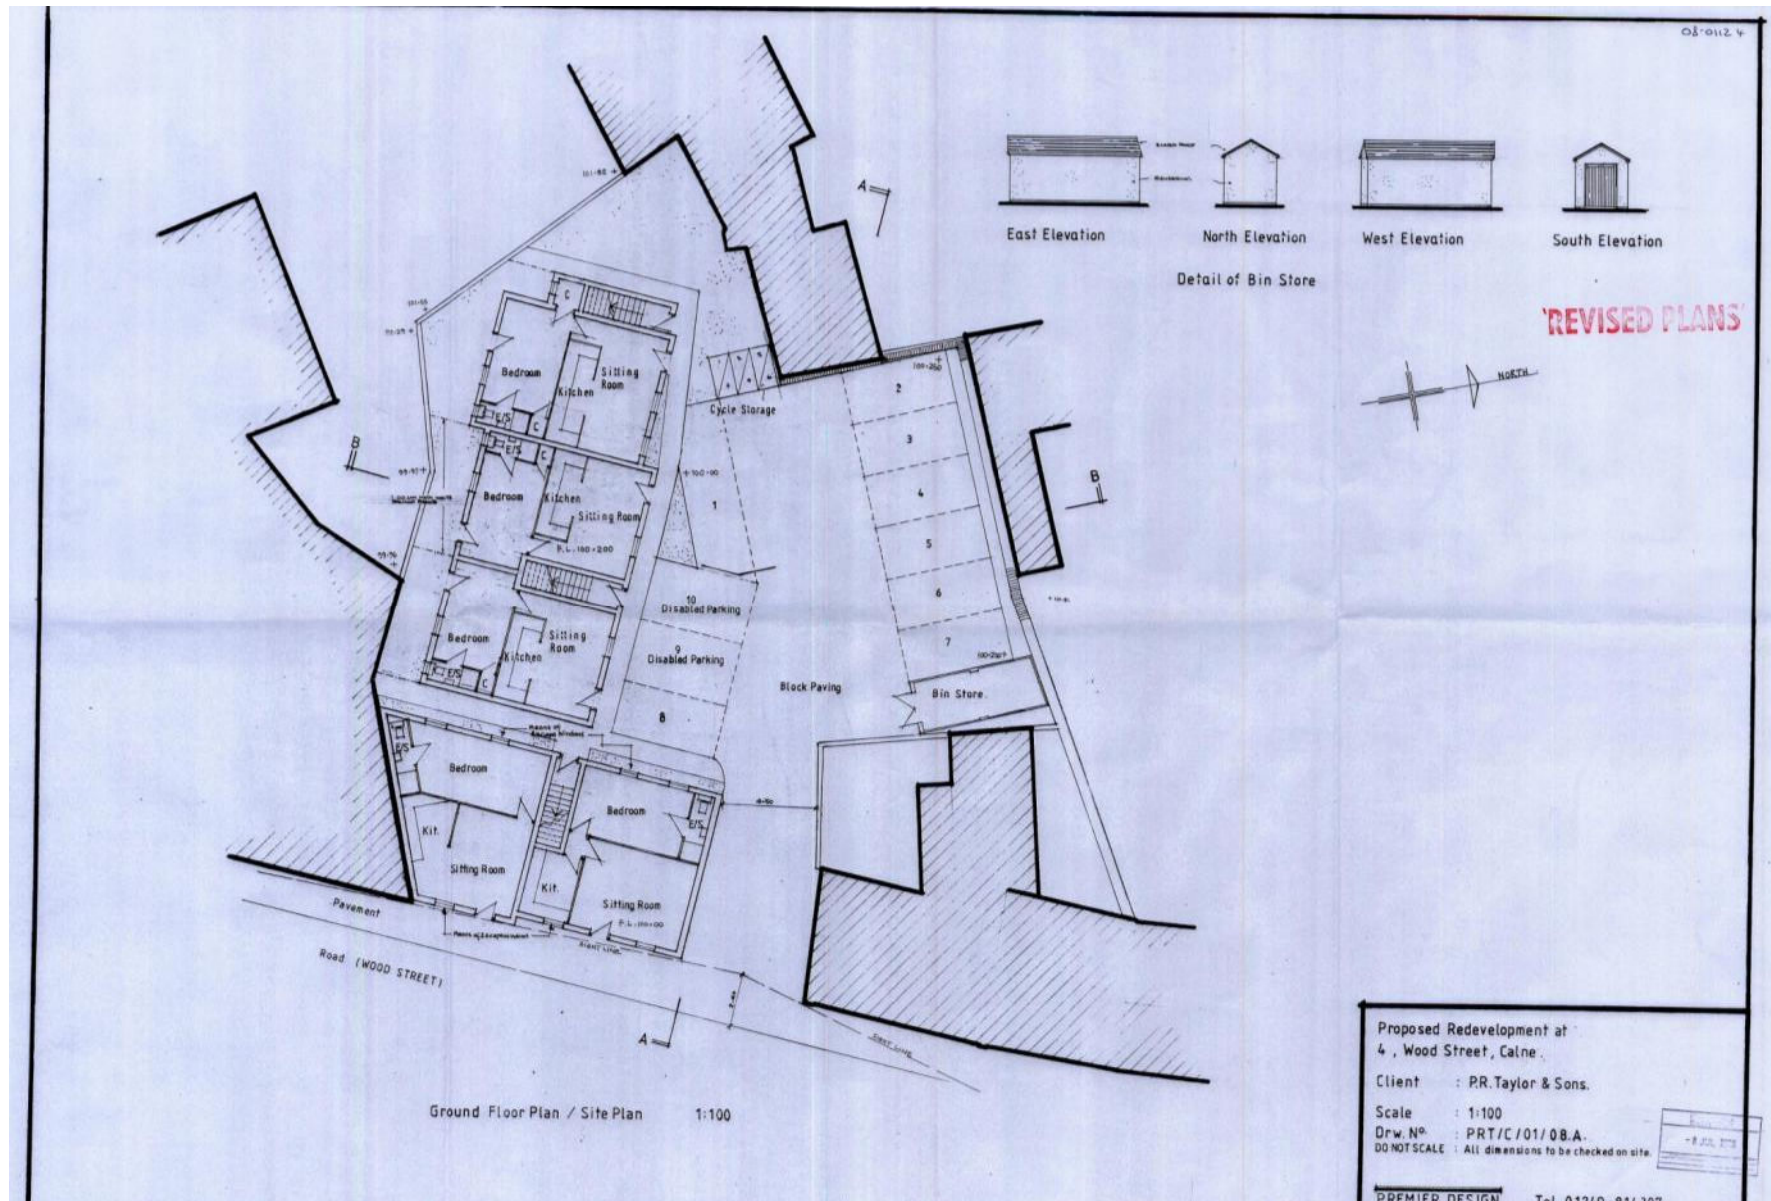 08·0112 4
East Elevation
North Elevation
West Elevation
South Elevation
Detail of Bin Store
'REVISED PLANS'
NORTH
A
B
B
A
C
Bedroom
Kitchen
Sitting
Room
E/S
C
E/S
C
Bedroom
Kitchen
Sitting Room
Bedroom
Kitchen
Sitting
Room
E/S
C
Cycle Storage
1
2
3
4
5
6
7
10
Disabled Parking
9
Disabled Parking
8
Block Paving
Bin Store
E/S
Bedroom
Kit.
Sitting Room
Bedroom
E/S
Kit.
Sitting Room
Pavement
Road (WOOD STREET)
SIGHT LINE
SIGHT LINE
Ground Floor Plan / Site Plan 1:100
Proposed Redevelopment at
4, Wood Street, Calne.
Client : P.R.Taylor & Sons.
Scale : 1:100
Drw. Nº. : PRT/C/01/08.A.
DO NOT SCALE : All dimensions to be checked on site.
PREMIER DESIGN